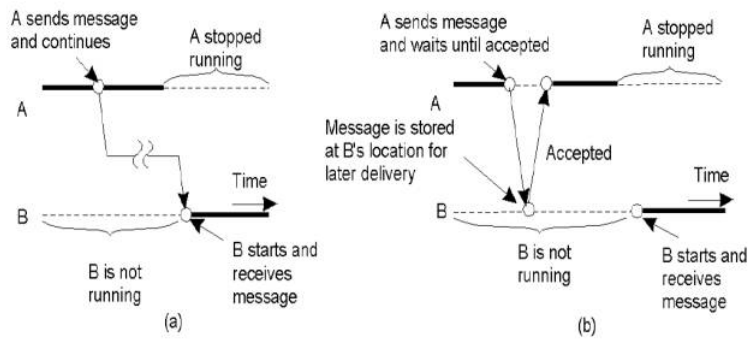 A sends message
and continues
A stopped
running
A
Time
B
B is not
running
B starts and
receives
message
(a)
A sends message
and waits until accepted
A stopped
running
A
Message is stored
at B's location for
later delivery
Accepted
Time
B
B is not
running
B starts and
receives
message
(b)